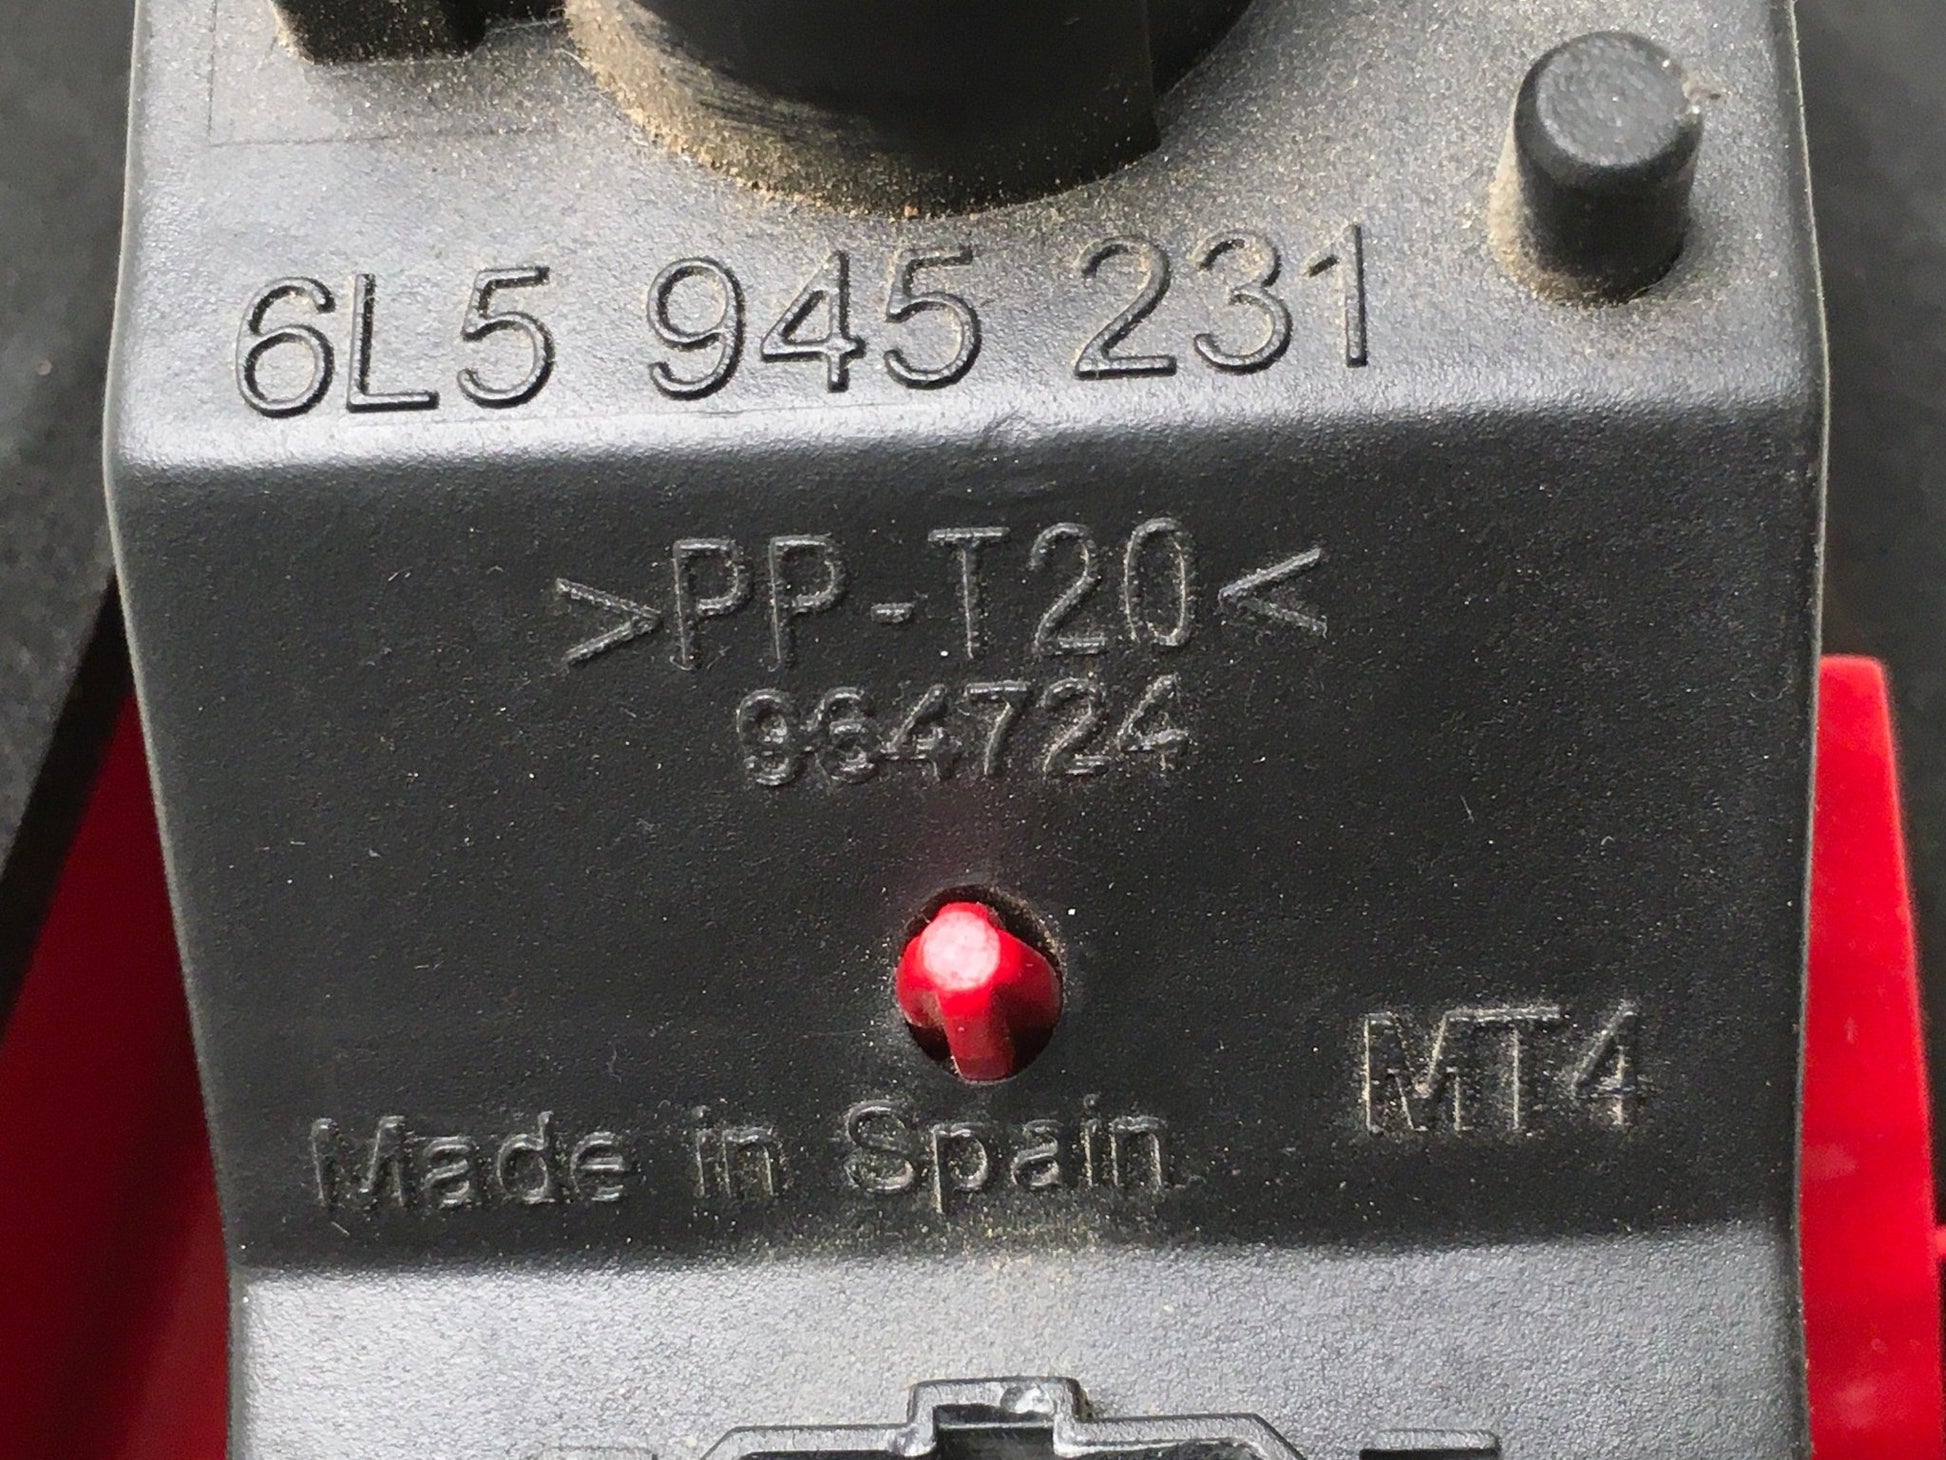 6L5 945 231
>PP-T20<
964724
MT4
Made in Spain